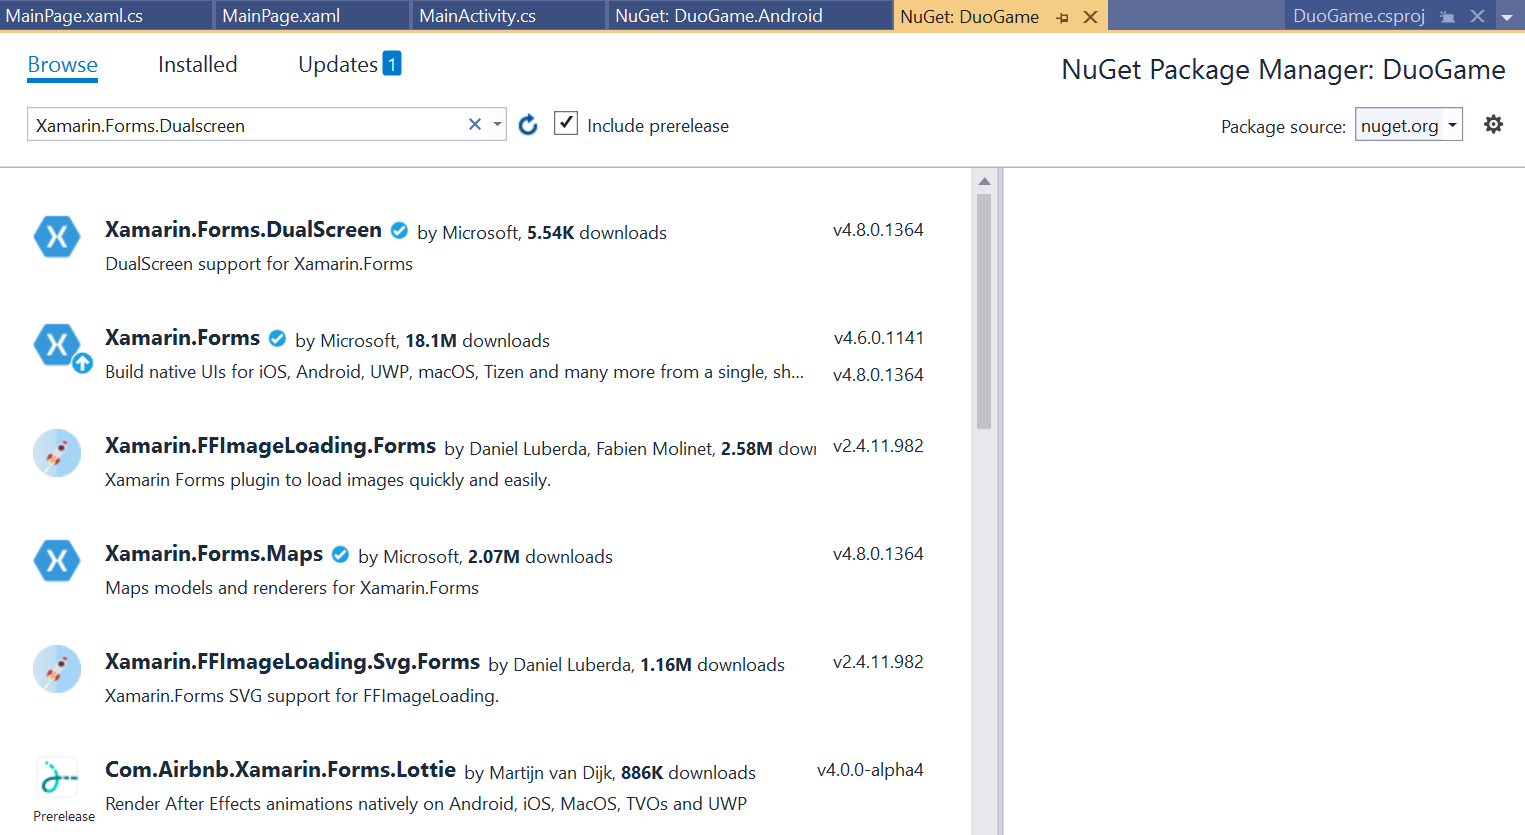 MainPage.xaml.cs MainPage.xaml MainActivity.cs NuGet: DuoGame.Android NuGet: DuoGame DuoGame.csproj
Browse Installed Updates 1
NuGet Package Manager: DuoGame
Xamarin.Forms.Dualscreen Include prerelease Package source: nuget.org
Xamarin.Forms.DualScreen by Microsoft, 5.54K downloads v4.8.0.1364
DualScreen support for Xamarin.Forms
Xamarin.Forms by Microsoft, 18.1M downloads v4.6.0.1141
Build native UIs for iOS, Android, UWP, macOS, Tizen and many more from a single, sh... v4.8.0.1364
Xamarin.FFImageLoading.Forms by Daniel Luberda, Fabien Molinet, 2.58M dow v2.4.11.982
Xamarin Forms plugin to load images quickly and easily.
Xamarin.Forms.Maps by Microsoft, 2.07M downloads v4.8.0.1364
Maps models and renderers for Xamarin.Forms
Xamarin.FFImageLoading.Svg.Forms by Daniel Luberda, 1.16M downloads v2.4.11.982
Xamarin.Forms SVG support for FFImageLoading.
Com.Airbnb.Xamarin.Forms.Lottie by Martijn van Dijk, 886K downloads v4.0.0-alpha4
Render After Effects animations natively on Android, iOS, MacOS, TVOs and UWP
Prerelease